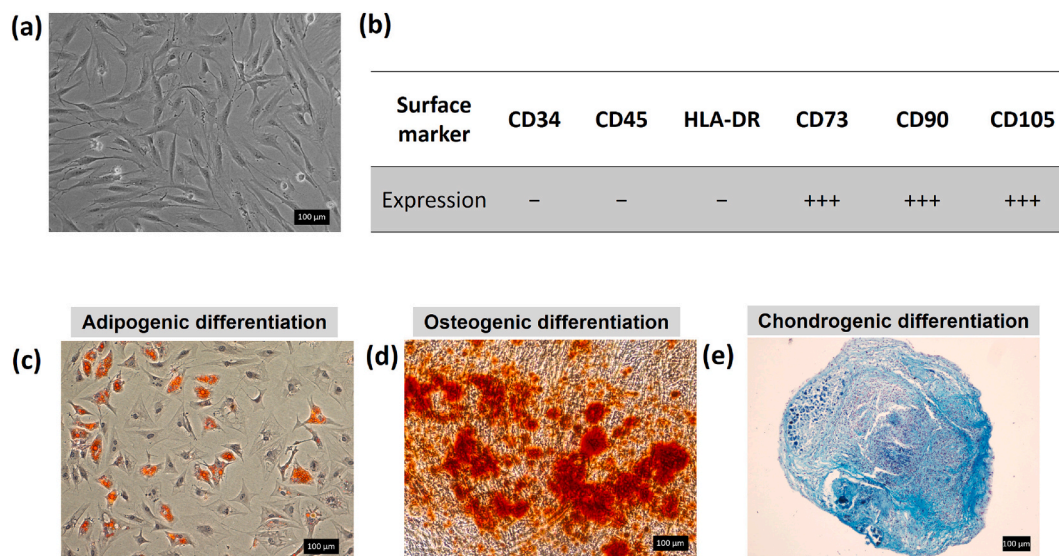 (a)
100 µm
(b)
Surface marker CD34 CD45 HLA-DR CD73 CD90 CD105
Expression – – – +++ +++ +++
Adipogenic differentiation
(c)
100 µm
Osteogenic differentiation
(d)
100 µm
Chondrogenic differentiation
(e)
100 µm